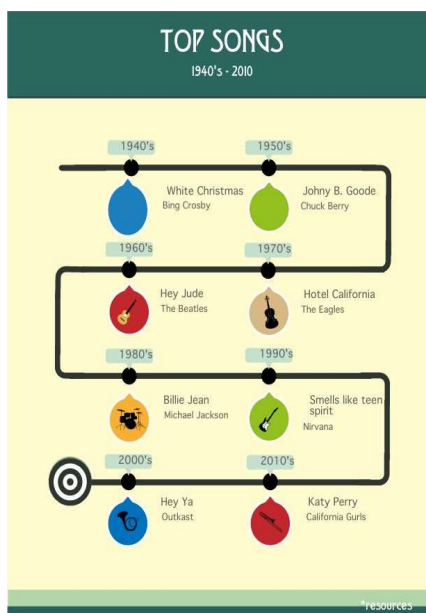 TOP SONGS
1940's - 2010
1940's
White Christmas
Bing Crosby
1950's
Johny B. Goode
Chuck Berry
1960's
Hey Jude
The Beatles
1970's
Hotel California
The Eagles
1980's
Billie Jean
Michael Jackson
1990's
Smells like teen
spirit
Nirvana
2000's
Hey Ya
Outkast
2010's
Katy Perry
California Gurls
*resources